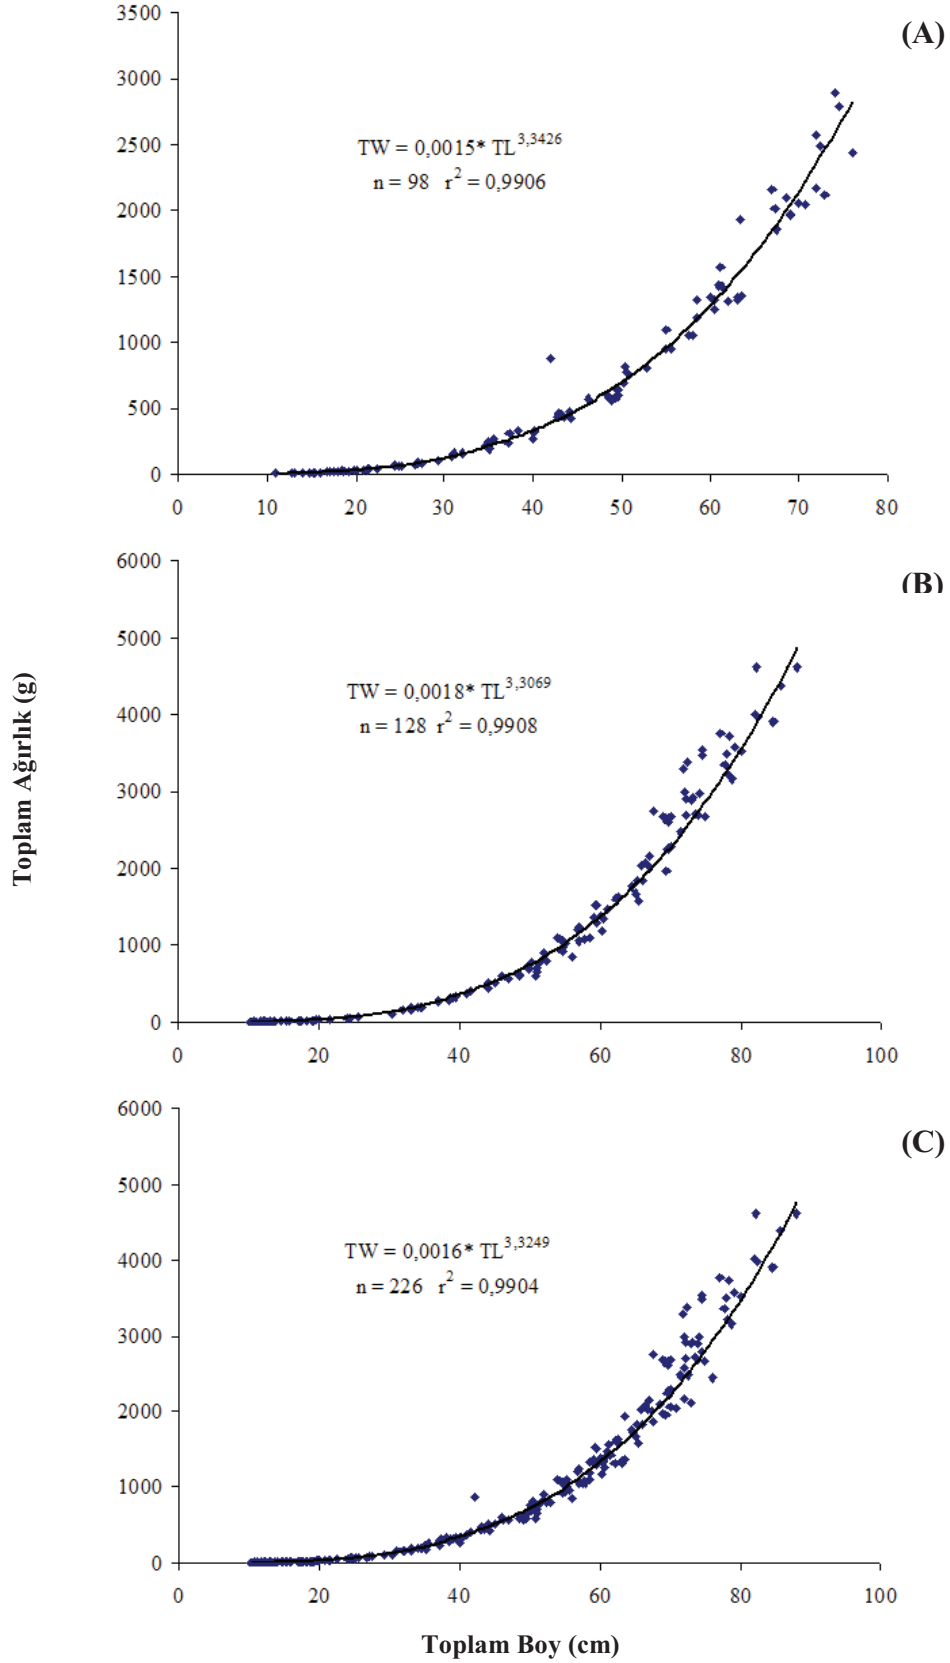 3500
(A)
3000
2500
TW = 0,0015* TL^3,3426
n = 98 r^2 = 0,9906
2000
1500
1000
500
0
0 10 20 30 40 50 60 70 80
6000
(B)
5000
TW = 0,0018* TL^3,3069
n = 128 r^2 = 0,9908
4000
3000
2000
1000
0
0 20 40 60 80 100
Toplam Ağırlık (g)
6000
(C)
5000
TW = 0,0016* TL^3,3249
n = 226 r^2 = 0,9904
4000
3000
2000
1000
0
0 20 40 60 80 100
Toplam Boy (cm)